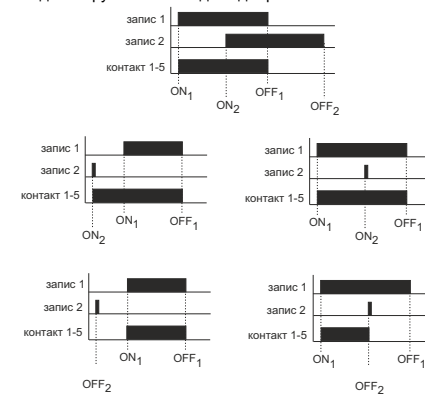 запис 1
запис 2
контакт 1-5
ON1 OFF1
ON2 OFF2
запис 1
запис 2
контакт 1-5
ON1 OFF1
ON2
запис 1
запис 2
контакт 1-5
ON1 OFF1
ON2
запис 1
запис 2
контакт 1-5
ON1 OFF1
OFF2
запис 1
запис 2
контакт 1-5
ON1 OFF1
OFF2